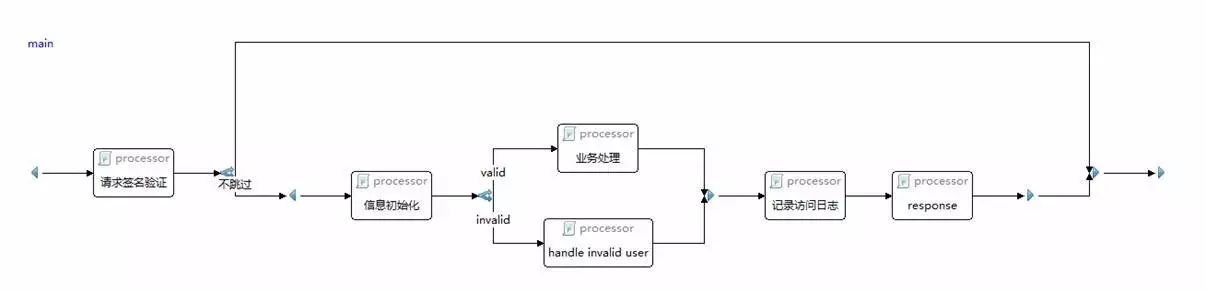 main
processor
请求签名验证
不跳过
processor
信息初始化
valid
invalid
processor
业务处理
processor
handle invalid user
processor
记录访问日志
processor
response